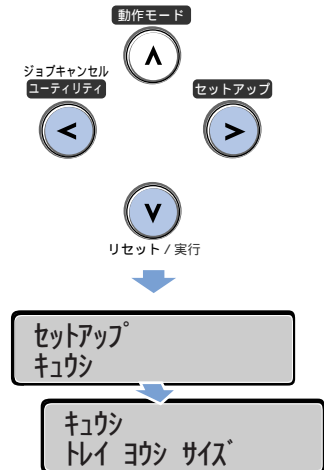 動作モード
∧
ジョブキャンセル
ユーティリティ
セットアップ
<
>
∨
リセット / 実行
セットアップ
キュウシ
キュウシ
トレイ ヨウシ サイズ